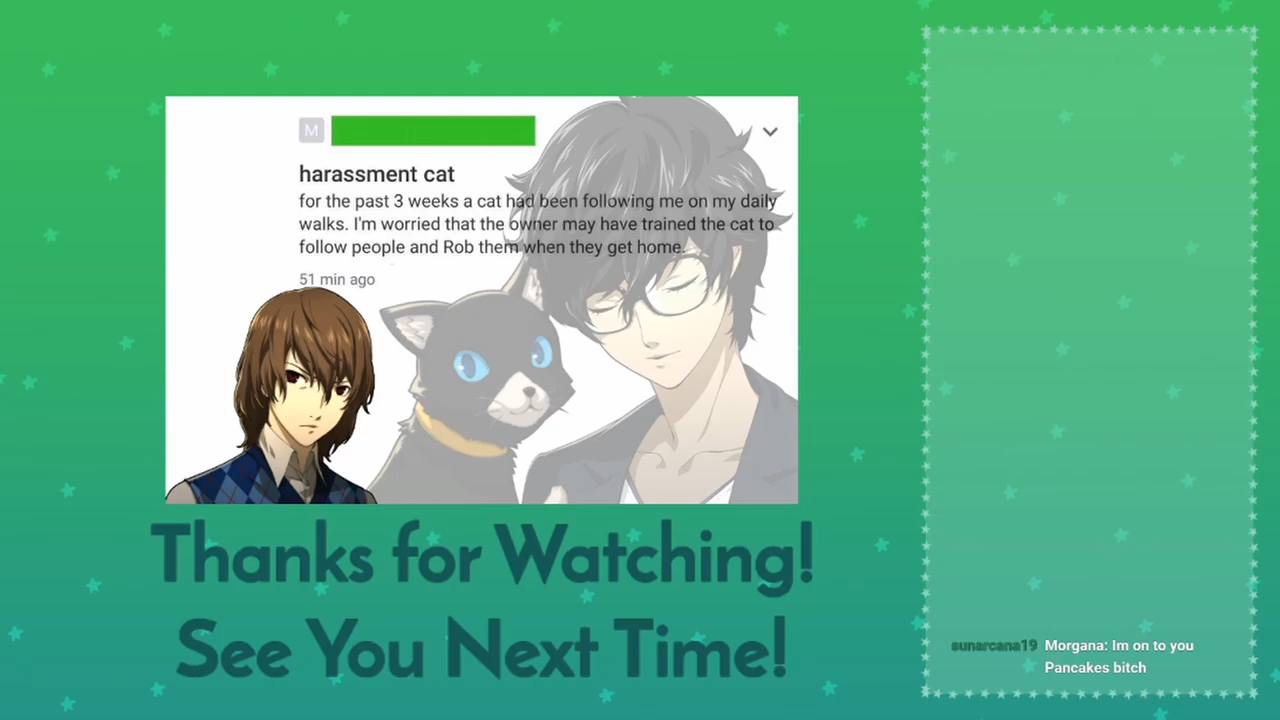 M
harassment cat
for the past 3 weeks a cat had been following me on my daily
walks. I'm worried that the owner may have trained the cat to
follow people and Rob them when they get home.
51 min ago
Thanks for Watching!
See You Next Time!
sunarcana19 Morgana: Im on to you
Pancakes bitch